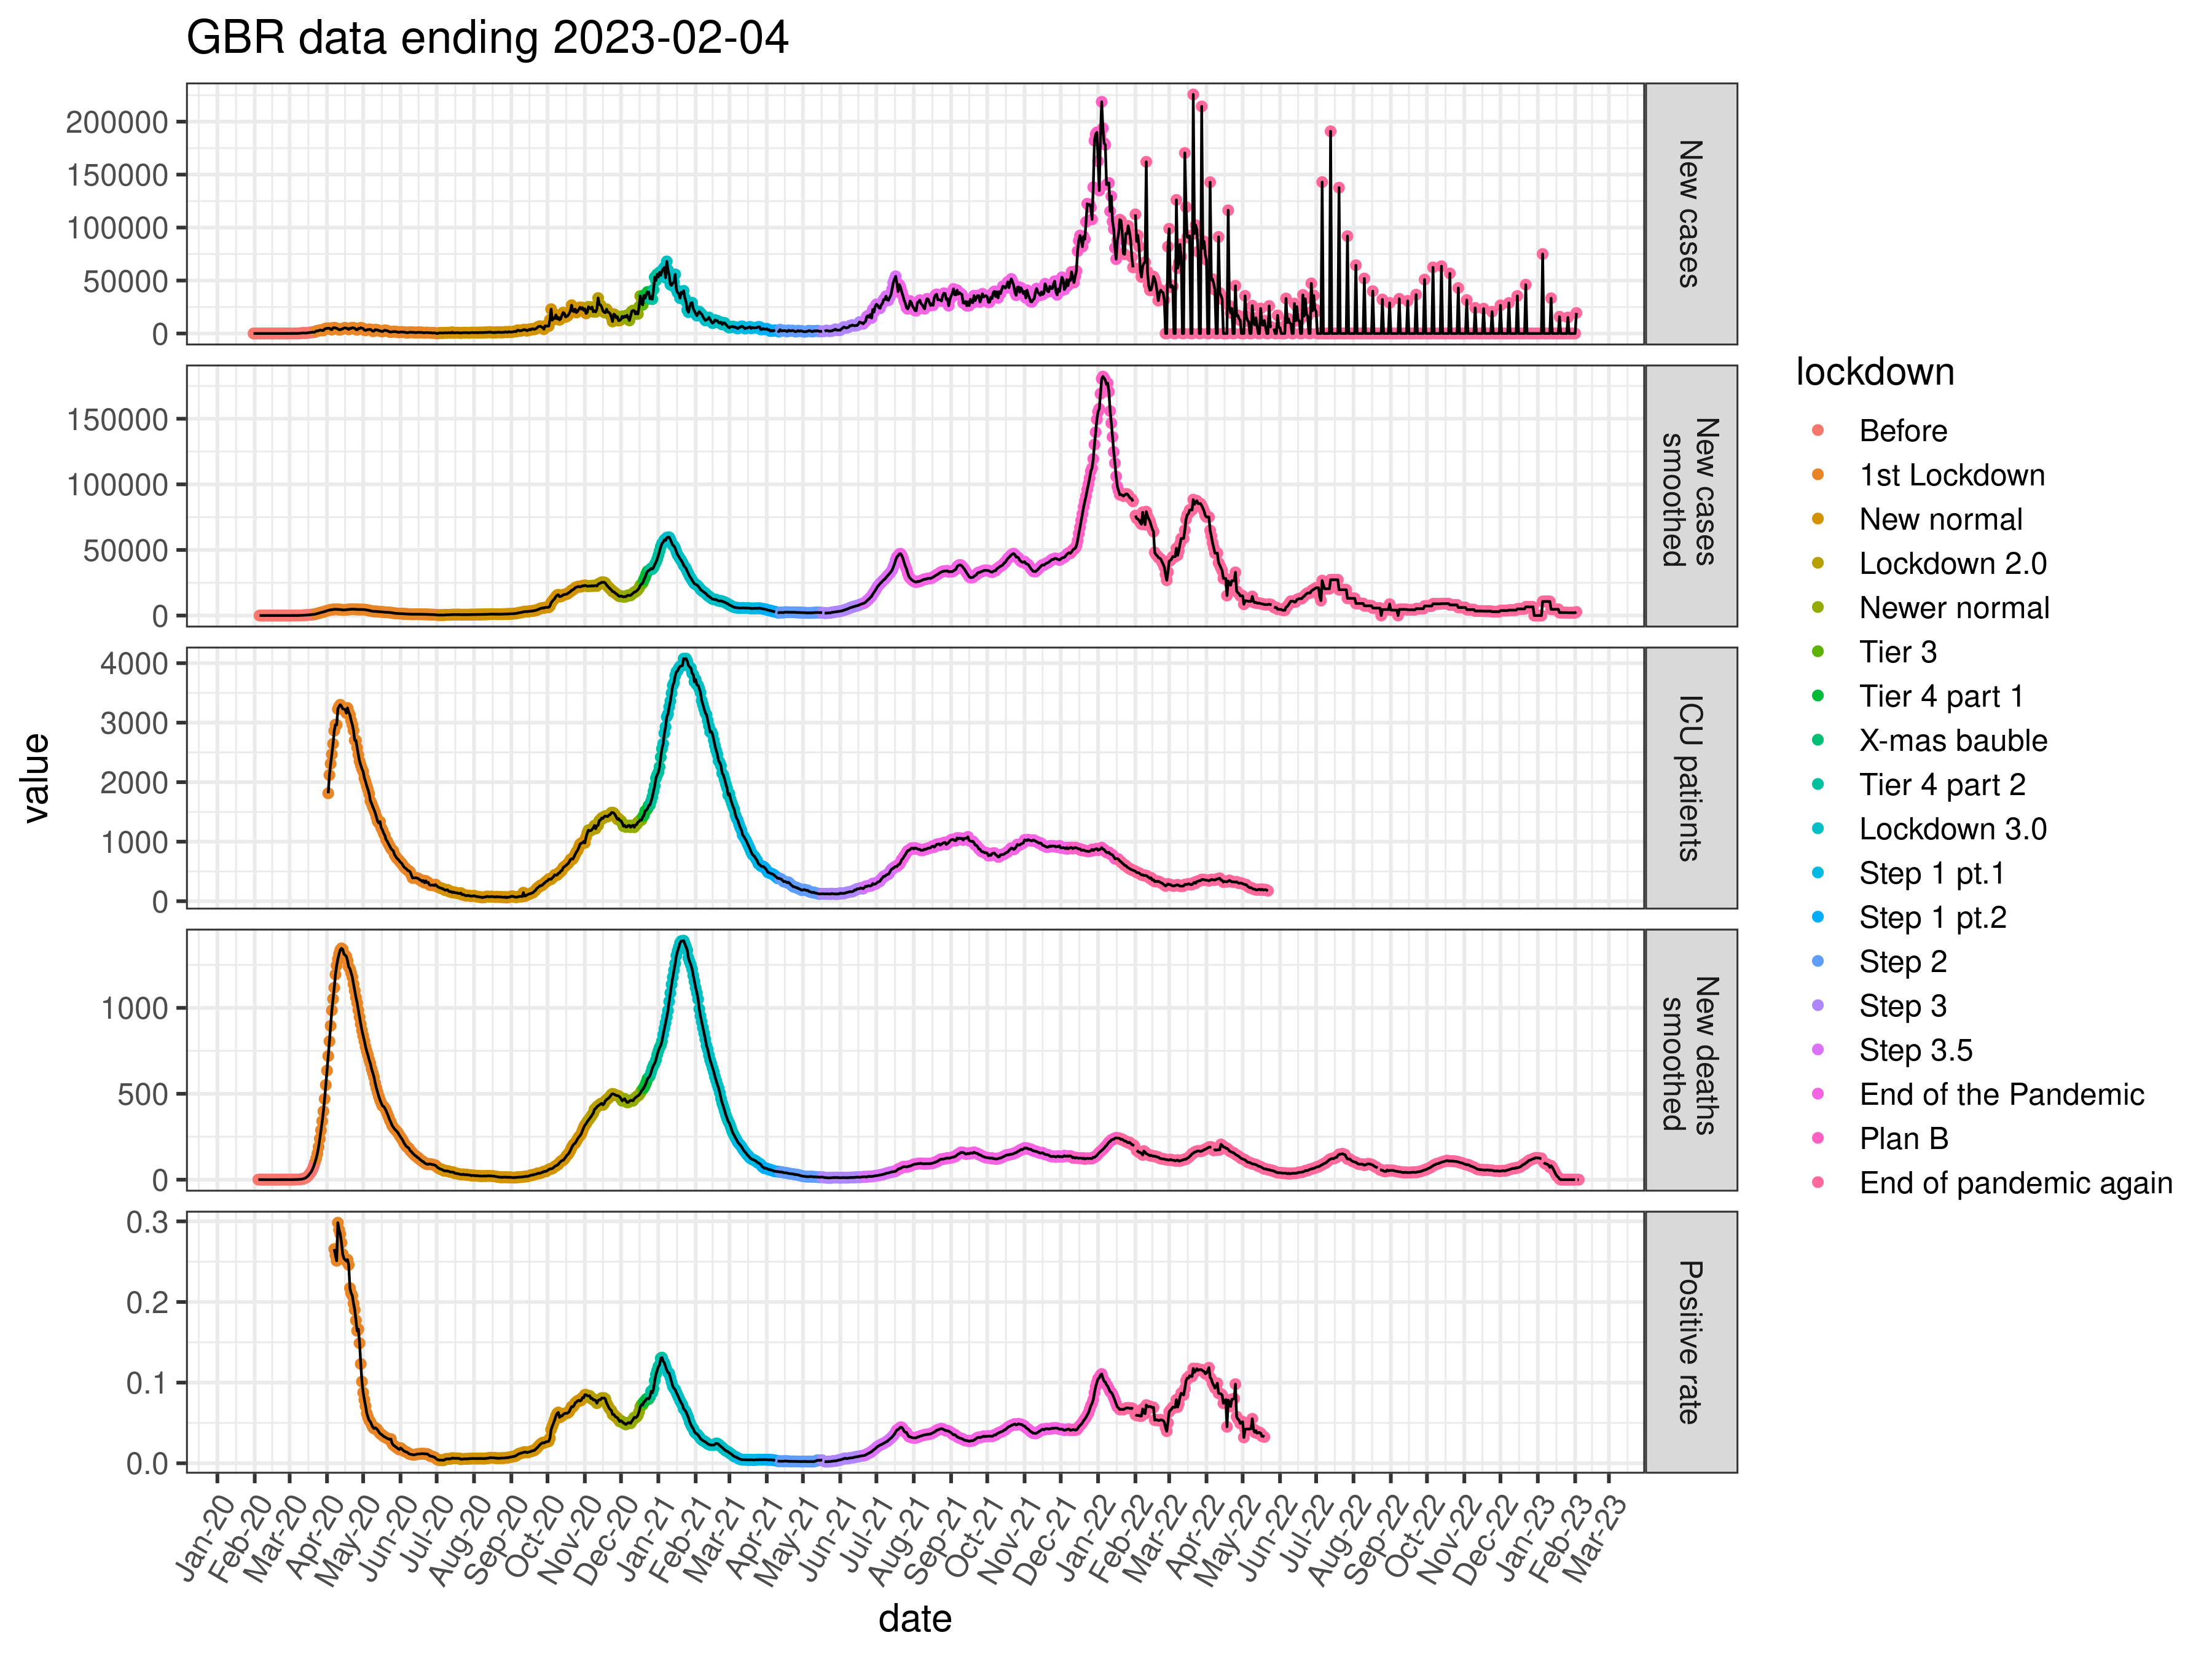 GBR data ending 2023-02-04
200000
150000
100000
50000
0
New cases
150000
100000
50000
0
New cases
smoothed
4000
3000
2000
1000
0
ICU patients
1000
500
0
New deaths
smoothed
0.3
0.2
0.1
0.0
Positive rate
value
Jan-20
Feb-20
Mar-20
Apr-20
May-20
Jun-20
Jul-20
Aug-20
Sep-20
Oct-20
Nov-20
Dec-20
Jan-21
Feb-21
Mar-21
Apr-21
May-21
Jun-21
Jul-21
Aug-21
Sep-21
Oct-21
Nov-21
Dec-21
Jan-22
Feb-22
Mar-22
Apr-22
May-22
Jun-22
Jul-22
Aug-22
Sep-22
Oct-22
Nov-22
Dec-22
Jan-23
Feb-23
Mar-23
date
lockdown
Before
1st Lockdown
New normal
Lockdown 2.0
Newer normal
Tier 3
Tier 4 part 1
X-mas bauble
Tier 4 part 2
Lockdown 3.0
Step 1 pt.1
Step 1 pt.2
Step 2
Step 3
Step 3.5
End of the Pandemic
Plan B
End of pandemic again